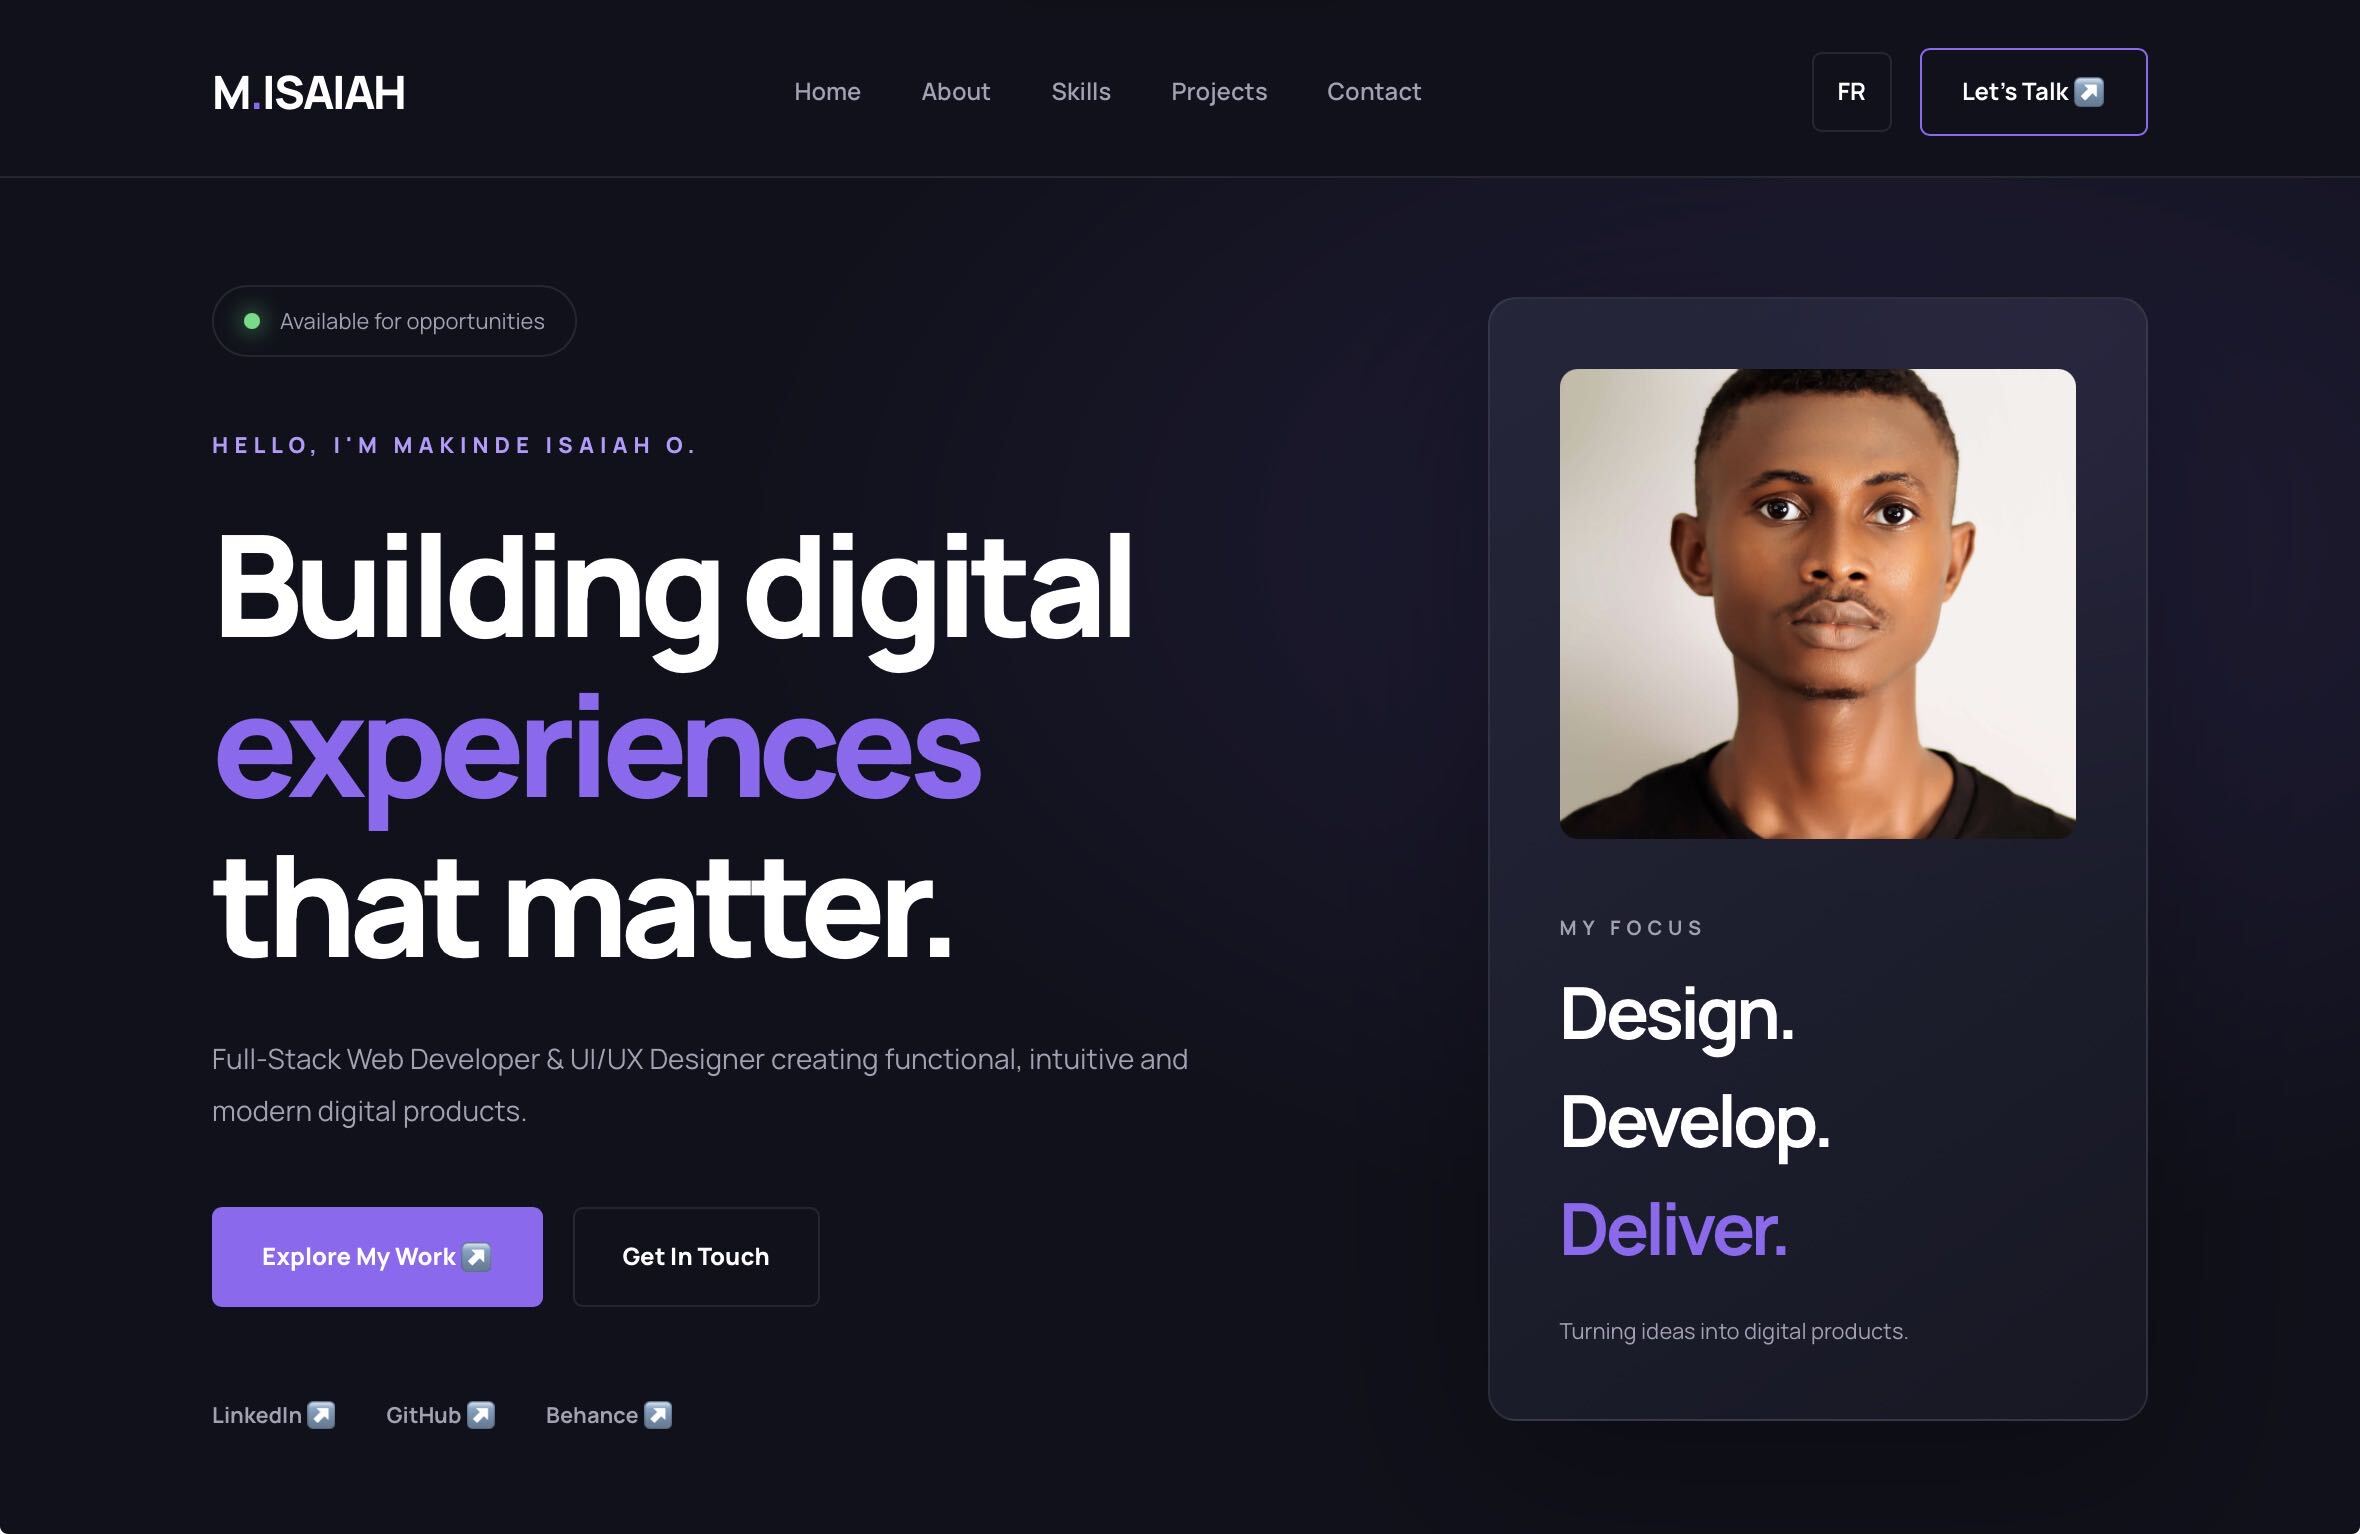 M.ISAIAH
Home About Skills Projects Contact
FR
Let’s Talk ↗️
Available for opportunities
HELLO, I'M MAKINDE ISAIAH O.
Building digital
experiences
that matter.
Full-Stack Web Developer & UI/UX Designer creating functional, intuitive and
modern digital products.
Explore My Work ↗️
Get In Touch
LinkedIn ↗️ GitHub ↗️ Behance ↗️
MY FOCUS
Design.
Develop.
Deliver.
Turning ideas into digital products.